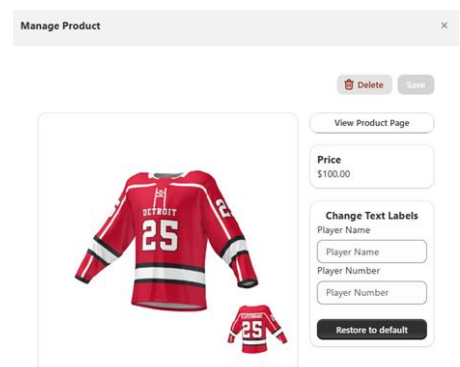 Manage Product
×
Delete
Save
View Product Page
Price
$100.00
DETROIT
25
25
25
25
Change Text Labels
Player Name
Player Name
Player Number
Player Number
Restore to default